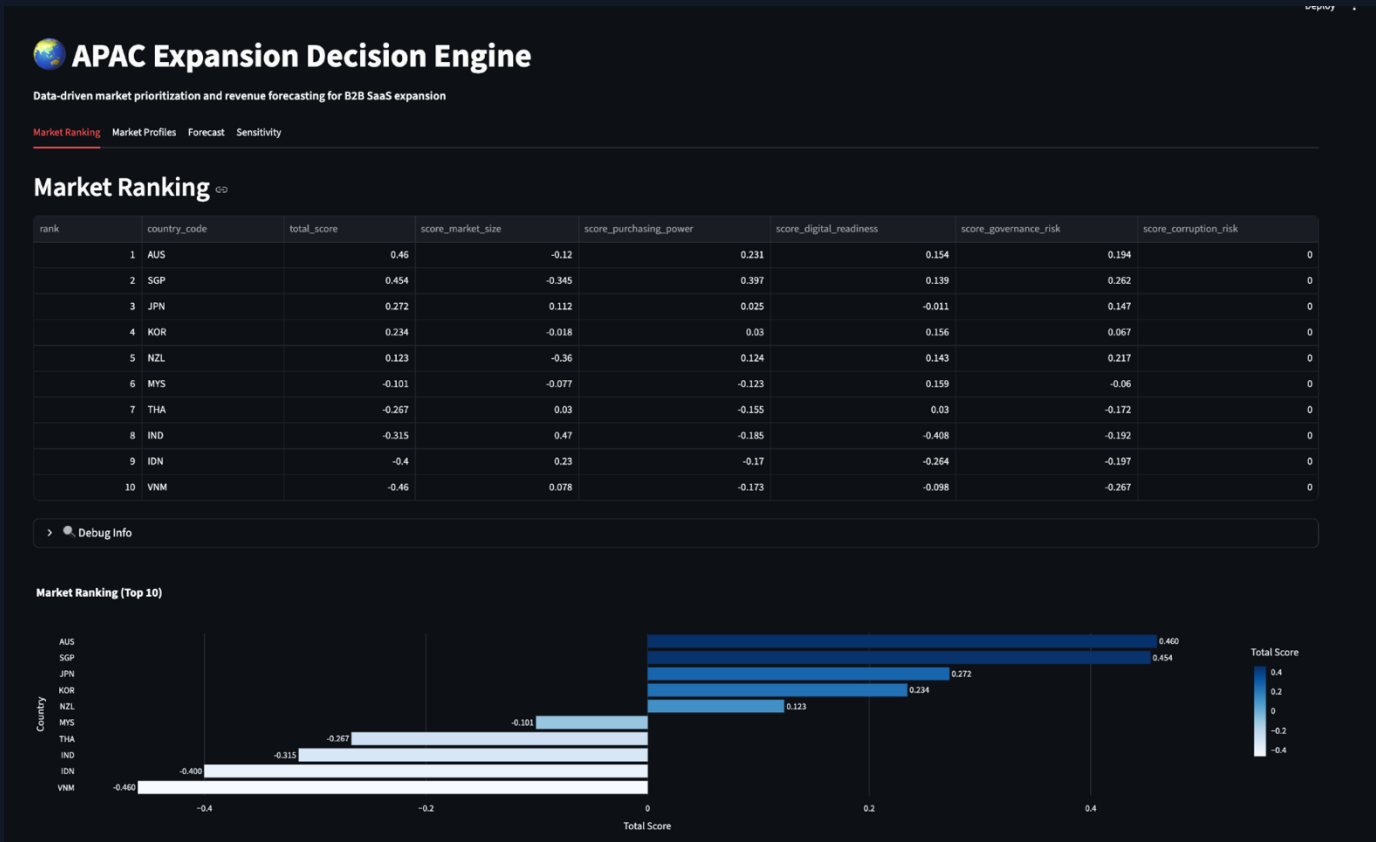 Deploy
🌏 APAC Expansion Decision Engine
Data-driven market prioritization and revenue forecasting for B2B SaaS expansion
Market Ranking Market Profiles Forecast Sensitivity
Market Ranking
rank country_code total_score score_market_size score_purchasing_power score_digital_readiness score_governance_risk score_corruption_risk
1 AUS 0.46 -0.12 0.231 0.154 0.194 0
2 SGP 0.454 -0.345 0.397 0.139 0.262 0
3 JPN 0.272 0.112 0.025 -0.011 0.147 0
4 KOR 0.234 -0.018 0.03 0.156 0.067 0
5 NZL 0.123 -0.36 0.124 0.143 0.217 0
6 MYS -0.101 -0.077 -0.123 0.159 -0.06 0
7 THA -0.267 0.03 -0.155 0.03 -0.172 0
8 IND -0.315 0.47 -0.185 -0.408 -0.192 0
9 IDN -0.4 0.23 -0.17 -0.264 -0.197 0
10 VNM -0.46 0.078 -0.173 -0.098 -0.267 0
🔍 Debug Info
Market Ranking (Top 10)
Country
AUS 0.460
SGP 0.454
JPN 0.272
KOR 0.234
NZL 0.123
MYS -0.101
THA -0.267
IND -0.315
IDN -0.400
VNM -0.460
−0.4 −0.2 0 0.2 0.4
Total Score
Total Score
0.4
0.2
0
−0.2
−0.4